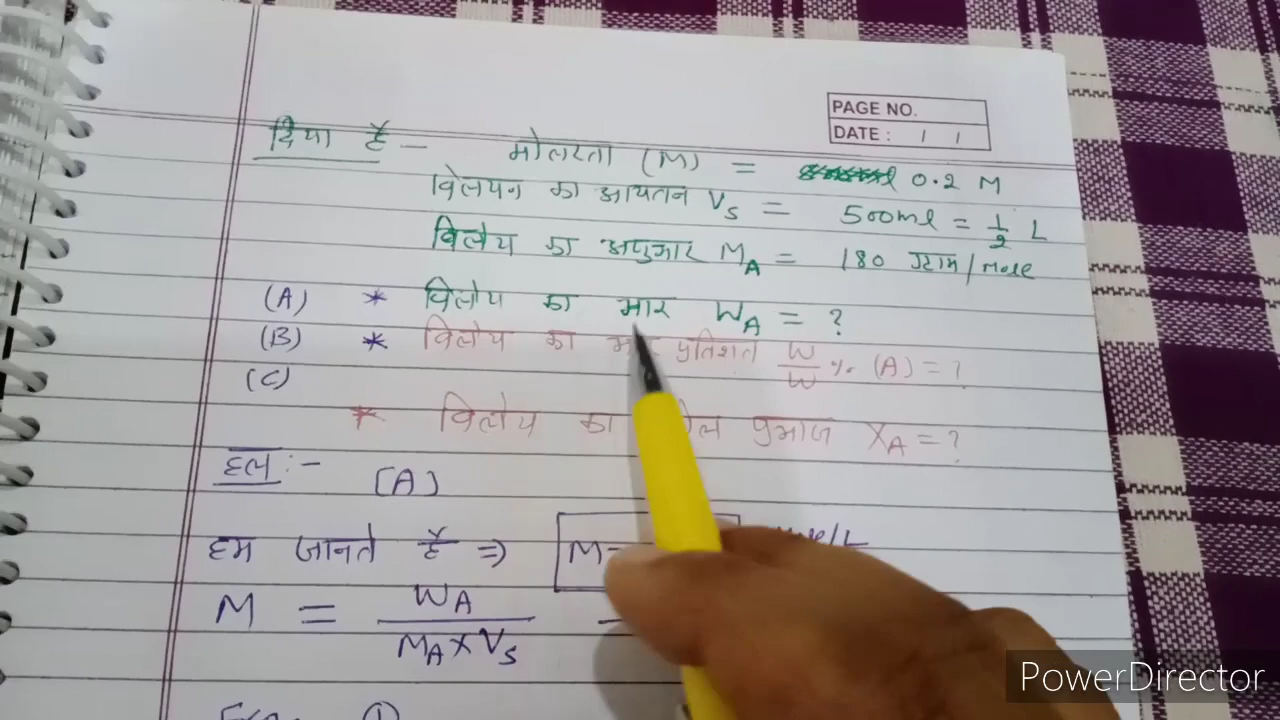 PAGE NO.
DATE : / /
दिया है - मोलरता (M) = 0.2 M
विलयन का आयतन Vs = 500ml = 1/2 L
विलेय का अणुभार MA = 180 ग्राम/mole
(A) * विलेय का भार WA = ?
(B) * विलेय का भार प्रतिशत W/W % (A) = ?
(C)
* विलेय का मोल प्रभाज XA = ?
हल :- [A]
हम जानते है => M
M = WA / MA x Vs
PowerDirector